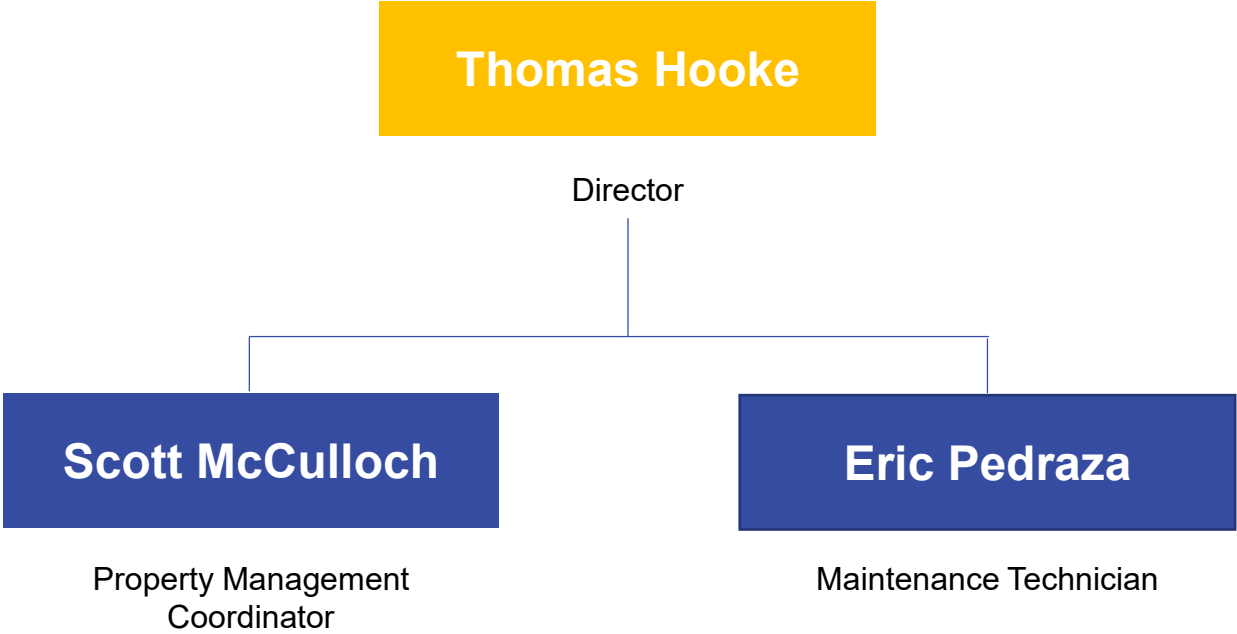 Thomas Hooke
Director
Scott McCulloch
Eric Pedraza
Property Management
Coordinator
Maintenance Technician